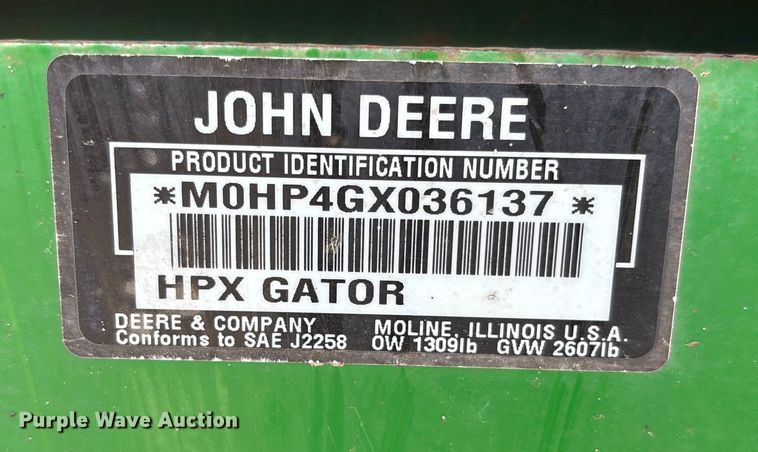 JOHN DEERE
PRODUCT IDENTIFICATION NUMBER
*M0HP4GX036137*
HPX GATOR
DEERE & COMPANY MOLINE, ILLINOIS U.S.A.
Conforms to SAE J2258 OW 1309lb GVW 2607lb
Purple Wave Auction